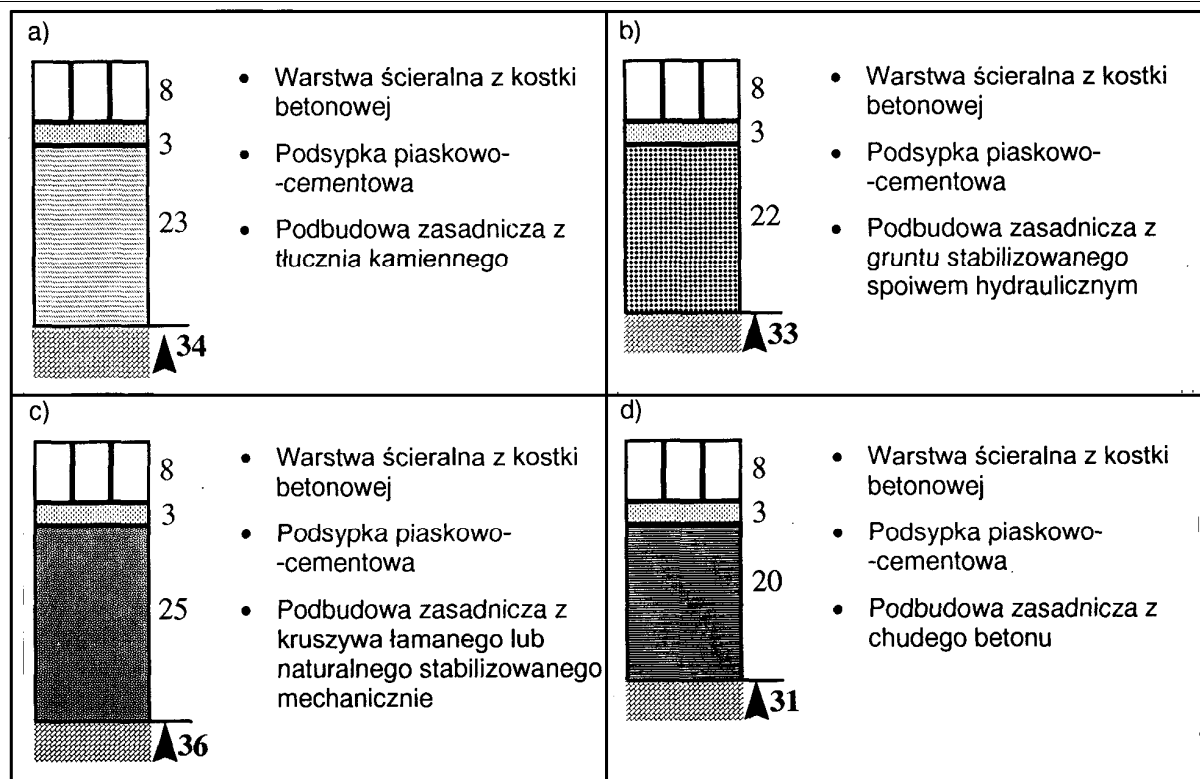 a)
8
3
23
34
• Warstwa ścieralna z kostki
betonowej
• Podsypka piaskowo-
-cementowa
• Podbudowa zasadnicza z
tłucznia kamiennego
b)
8
3
22
33
• Warstwa ścieralna z kostki
betonowej
• Podsypka piaskowo-
-cementowa
• Podbudowa zasadnicza z
gruntu stabilizowanego
spoiwem hydraulicznym
c)
8
3
25
36
• Warstwa ścieralna z kostki
betonowej
• Podsypka piaskowo-
-cementowa
• Podbudowa zasadnicza z
kruszywa łamanego lub
naturalnego stabilizowanego
mechanicznie
d)
8
3
20
31
• Warstwa ścieralna z kostki
betonowej
• Podsypka piaskowo-
-cementowa
• Podbudowa zasadnicza z
chudego betonu